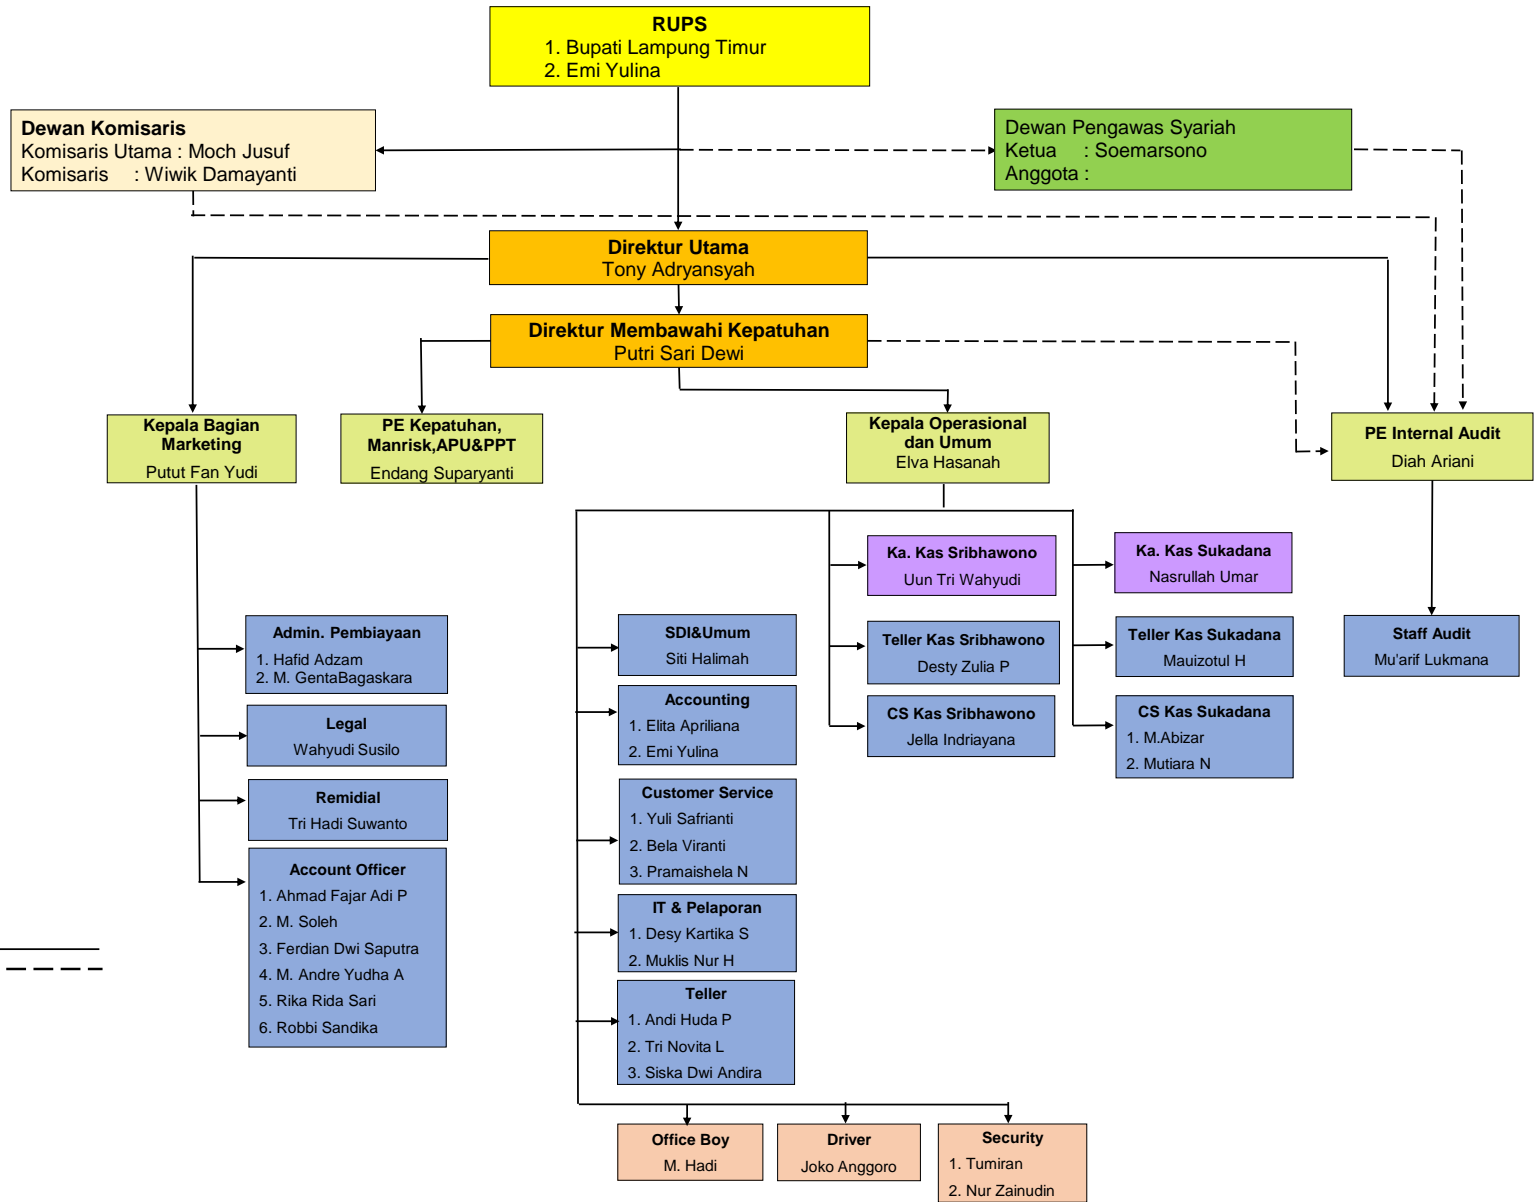 RUPS
1. Bupati Lampung Timur
2. Emi Yulina
Dewan Komisaris
Komisaris Utama : Moch Jusuf
Komisaris : Wiwik Damayanti
Dewan Pengawas Syariah
Ketua : Soemarsono
Anggota :
Direktur Utama
Tony Adryansyah
Direktur Membawahi Kepatuhan
Putri Sari Dewi
Kepala Bagian
Marketing
Putut Fan Yudi
PE Kepatuhan,
Manrisk,APU&PPT
Endang Suparyanti
Kepala Operasional
dan Umum
Elva Hasanah
PE Internal Audit
Diah Ariani
Ka. Kas Sribhawono
Uun Tri Wahyudi
Ka. Kas Sukadana
Nasrullah Umar
Admin. Pembiayaan
1. Hafid Adzam
2. M. GentaBagaskara
SDI&Umum
Siti Halimah
Teller Kas Sribhawono
Desty Zulia P
Teller Kas Sukadana
Mauizotul H
Staff Audit
Mu'arif Lukmana
Legal
Wahyudi Susilo
Accounting
1. Elita Apriliana
2. Emi Yulina
CS Kas Sribhawono
Jella Indriayana
CS Kas Sukadana
1. M.Abizar
2. Mutiara N
Remidial
Tri Hadi Suwanto
Customer Service
1. Yuli Safrianti
2. Bela Viranti
3. Pramaishela N
Account Officer
1. Ahmad Fajar Adi P
2. M. Soleh
3. Ferdian Dwi Saputra
4. M. Andre Yudha A
5. Rika Rida Sari
6. Robbi Sandika
IT & Pelaporan
1. Desy Kartika S
2. Muklis Nur H
Teller
1. Andi Huda P
2. Tri Novita L
3. Siska Dwi Andira
Office Boy
M. Hadi
Driver
Joko Anggoro
Security
1. Tumiran
2. Nur Zainudin